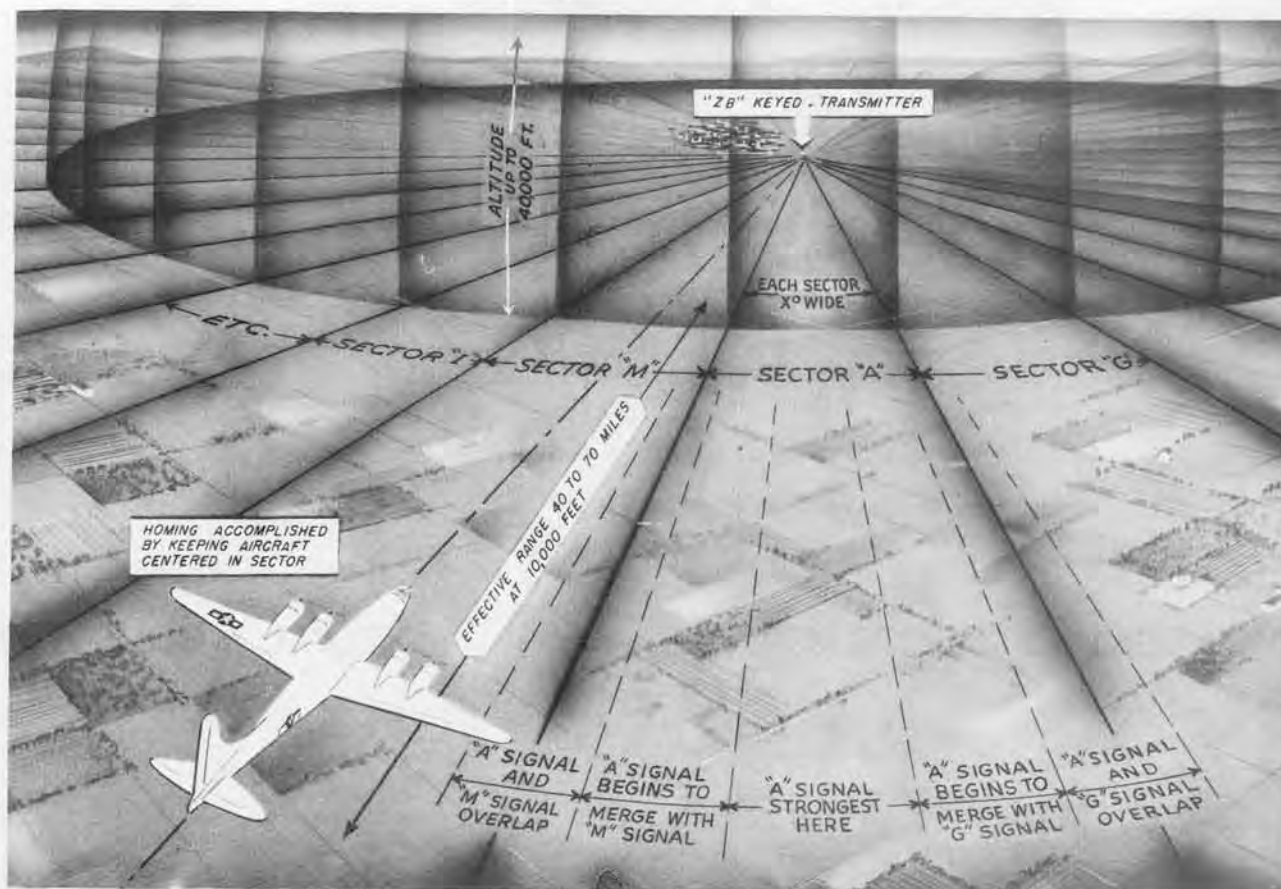 "ZB" KEYED - TRANSMITTER
ALTITUDE
UP TO
40000 FT.
EACH SECTOR
X° WIDE
ETC.
SECTOR "I"
SECTOR "M"
SECTOR "A"
SECTOR "G"
EFFECTIVE RANGE 40 TO 70 MILES
AT 10,000 FEET
HOMING ACCOMPLISHED
BY KEEPING AIRCRAFT
CENTERED IN SECTOR
"A" SIGNAL
AND
"M" SIGNAL
OVERLAP
"A" SIGNAL
BEGINS TO
MERGE WITH
"M" SIGNAL
"A" SIGNAL
STRONGEST
HERE
"A" SIGNAL
BEGINS TO
MERGE WITH
"G" SIGNAL
"A" SIGNAL
AND
"G" SIGNAL
OVERLAP